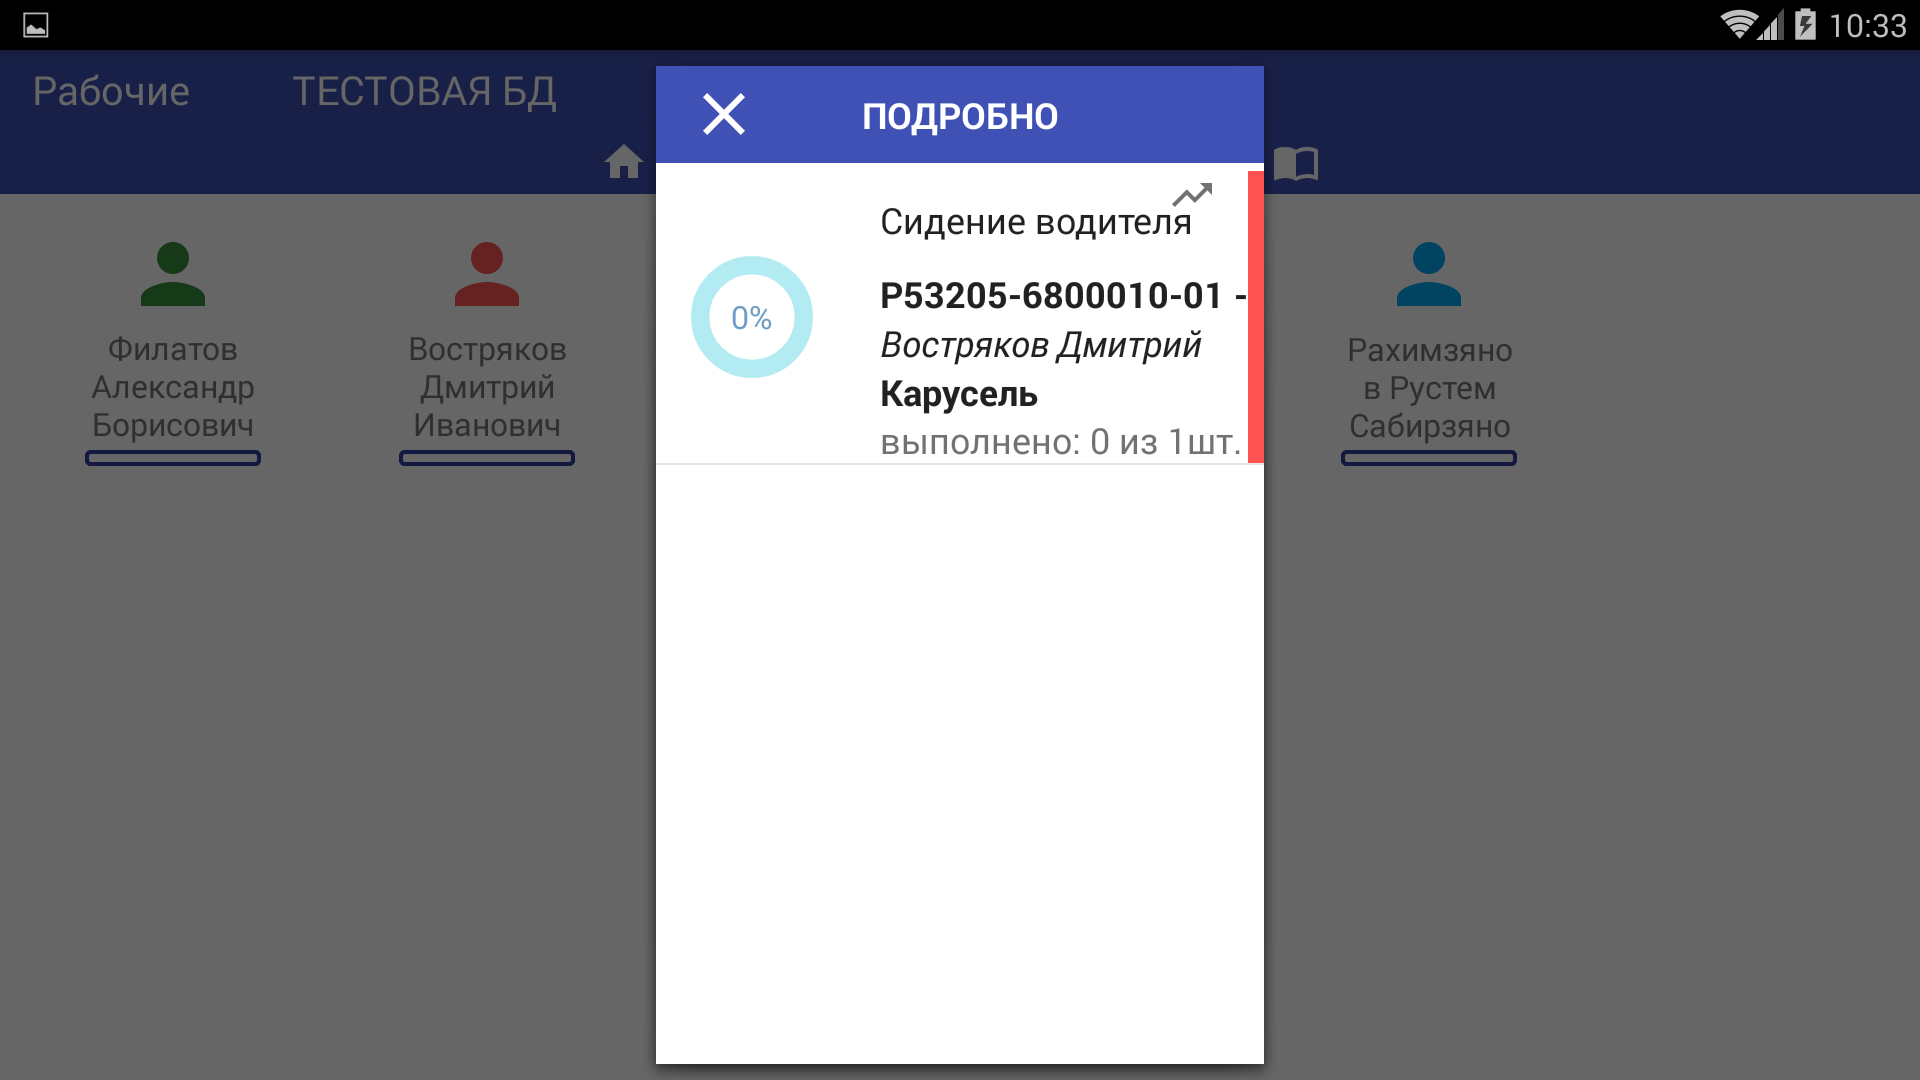 10:33
Рабочие
ТЕСТОВАЯ БД
ПОДРОБНО
0%
Сидение водителя
Р53205-6800010-01 -
Востряков Дмитрий
Карусель
выполнено: 0 из 1шт.
Филатов
Александр
Борисович
Востряков
Дмитрий
Иванович
Рахимзяно
в Рустем
Сабирзяно